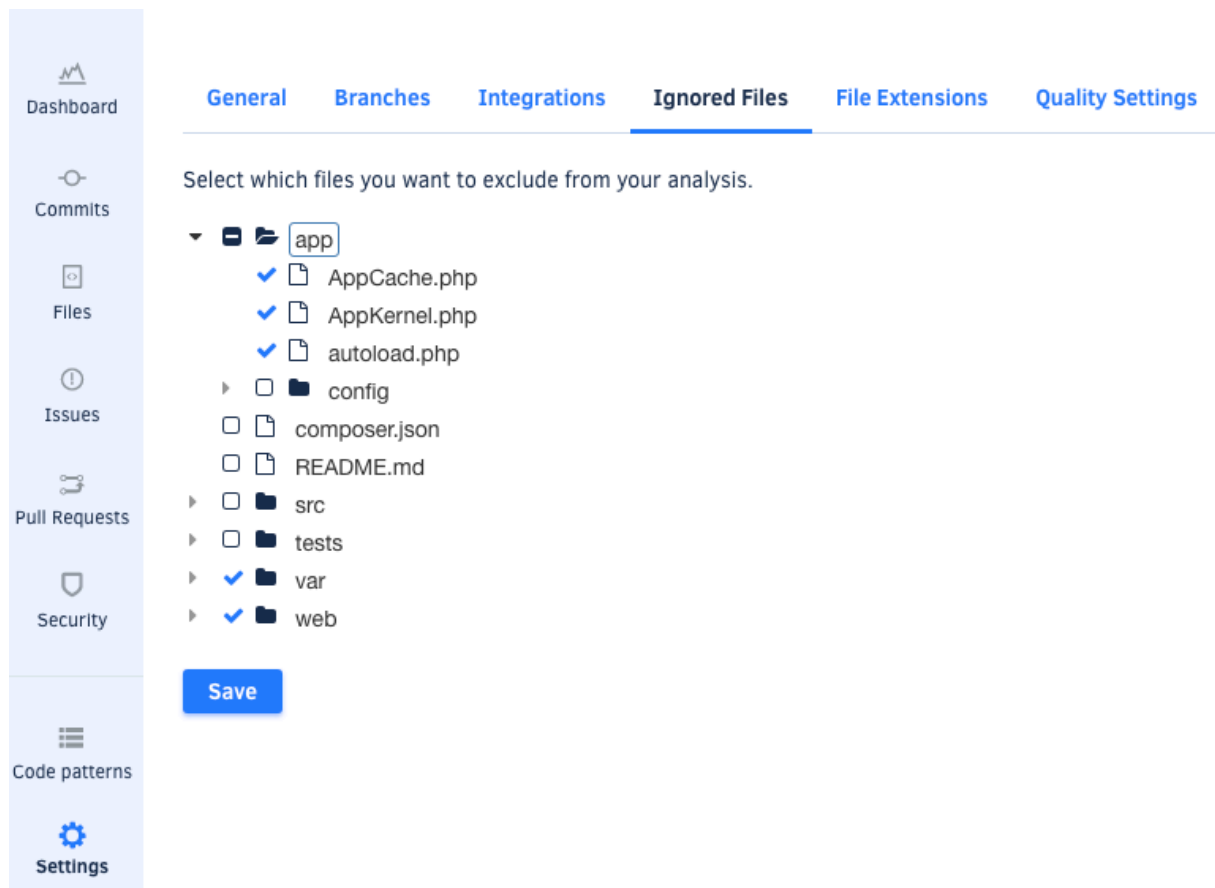 Dashboard
Commits
Files
Issues
Pull Requests
Security
Code patterns
Settings
General Branches Integrations Ignored Files File Extensions Quality Settings
Select which files you want to exclude from your analysis.
app
AppCache.php
AppKernel.php
autoload.php
config
composer.json
README.md
src
tests
var
web
Save